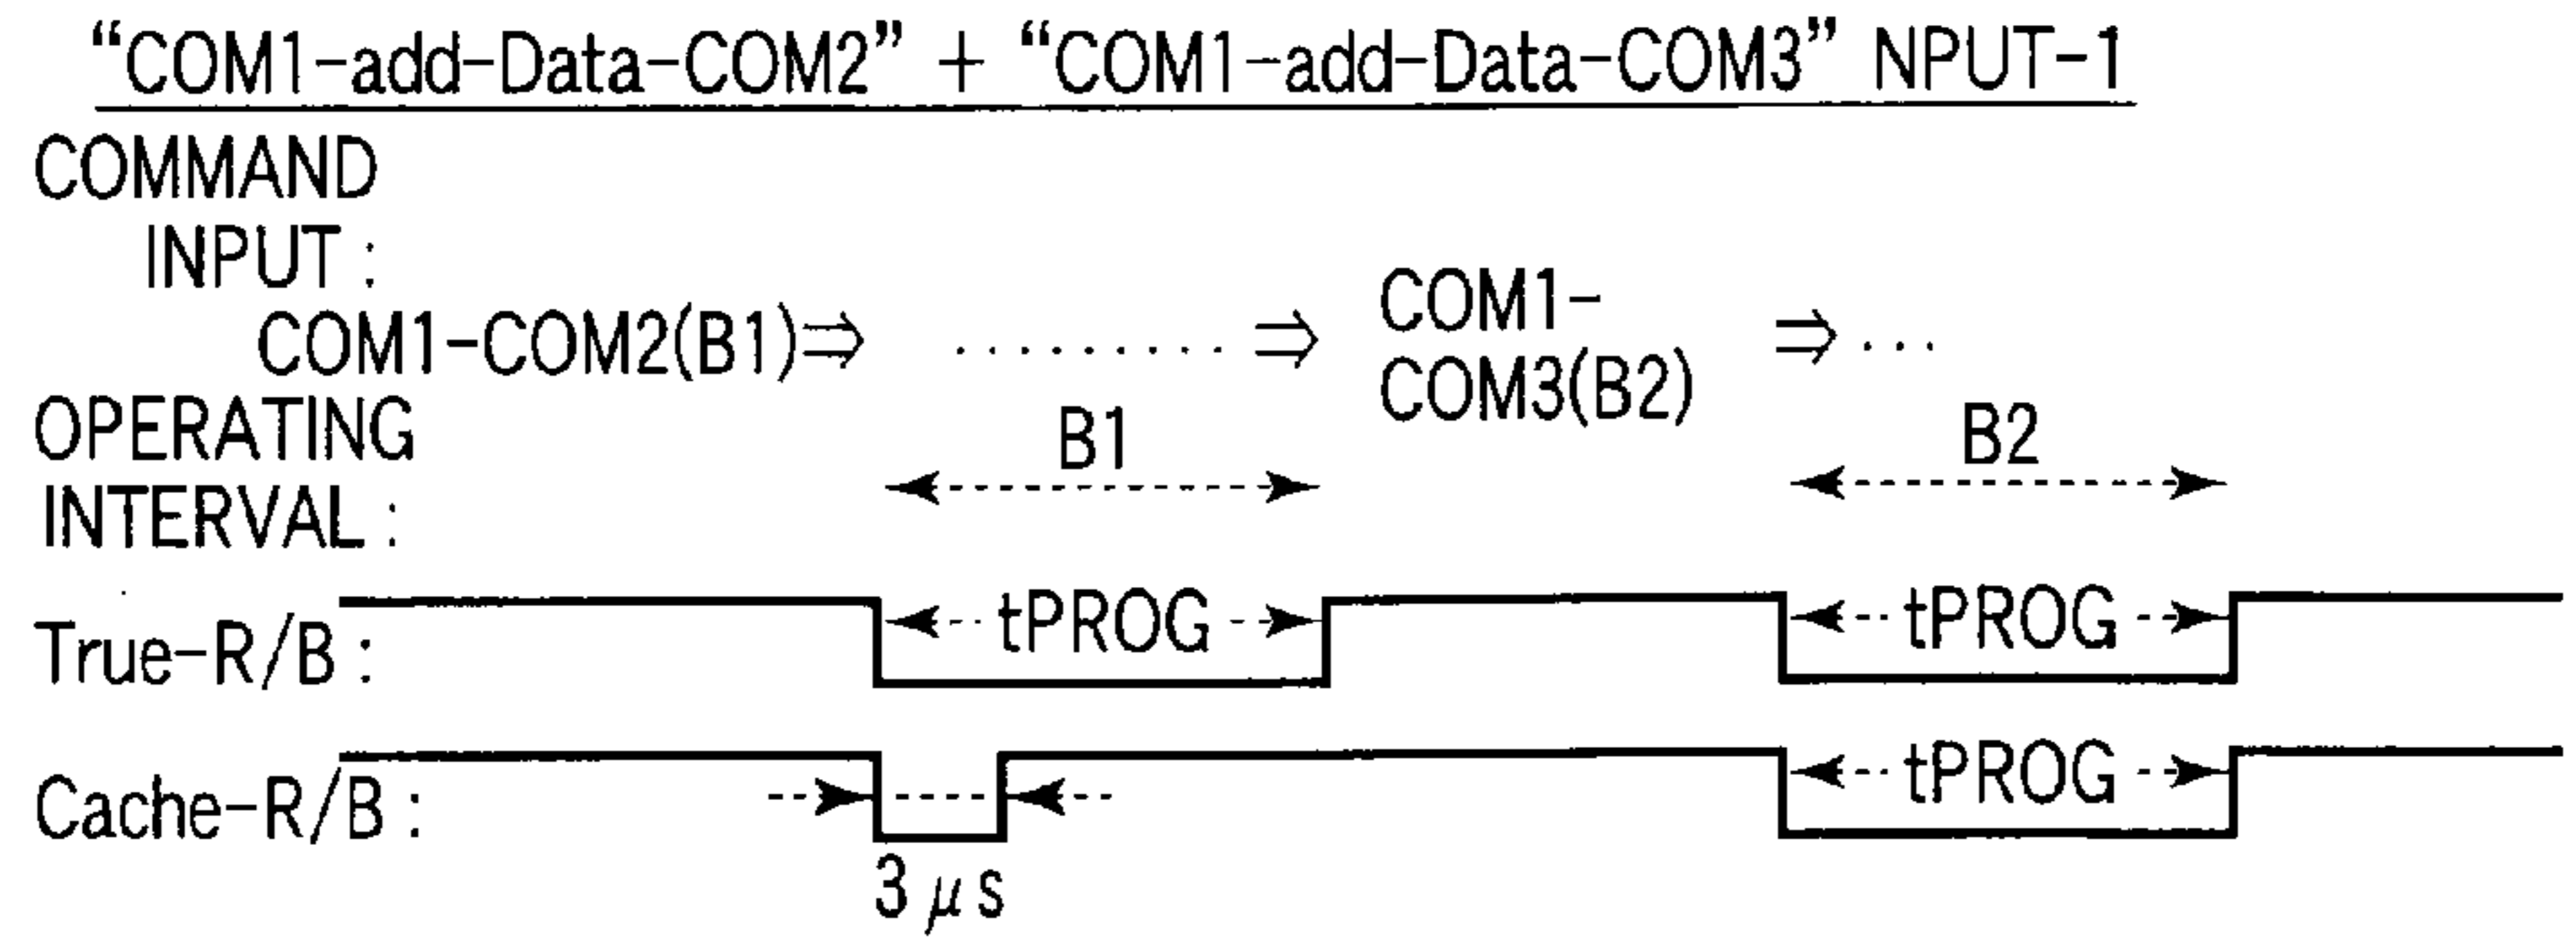 “COM1-add-Data-COM2” + “COM1-add-Data-COM3” NPUT-1
COMMAND
INPUT :
COM1-COM2(B1)⇒ ········· ⇒ COM1-
COM3(B2) ⇒ ···
OPERATING
INTERVAL :
B1 B2
True-R/B : tPROG tPROG
Cache-R/B : tPROG
3 μs